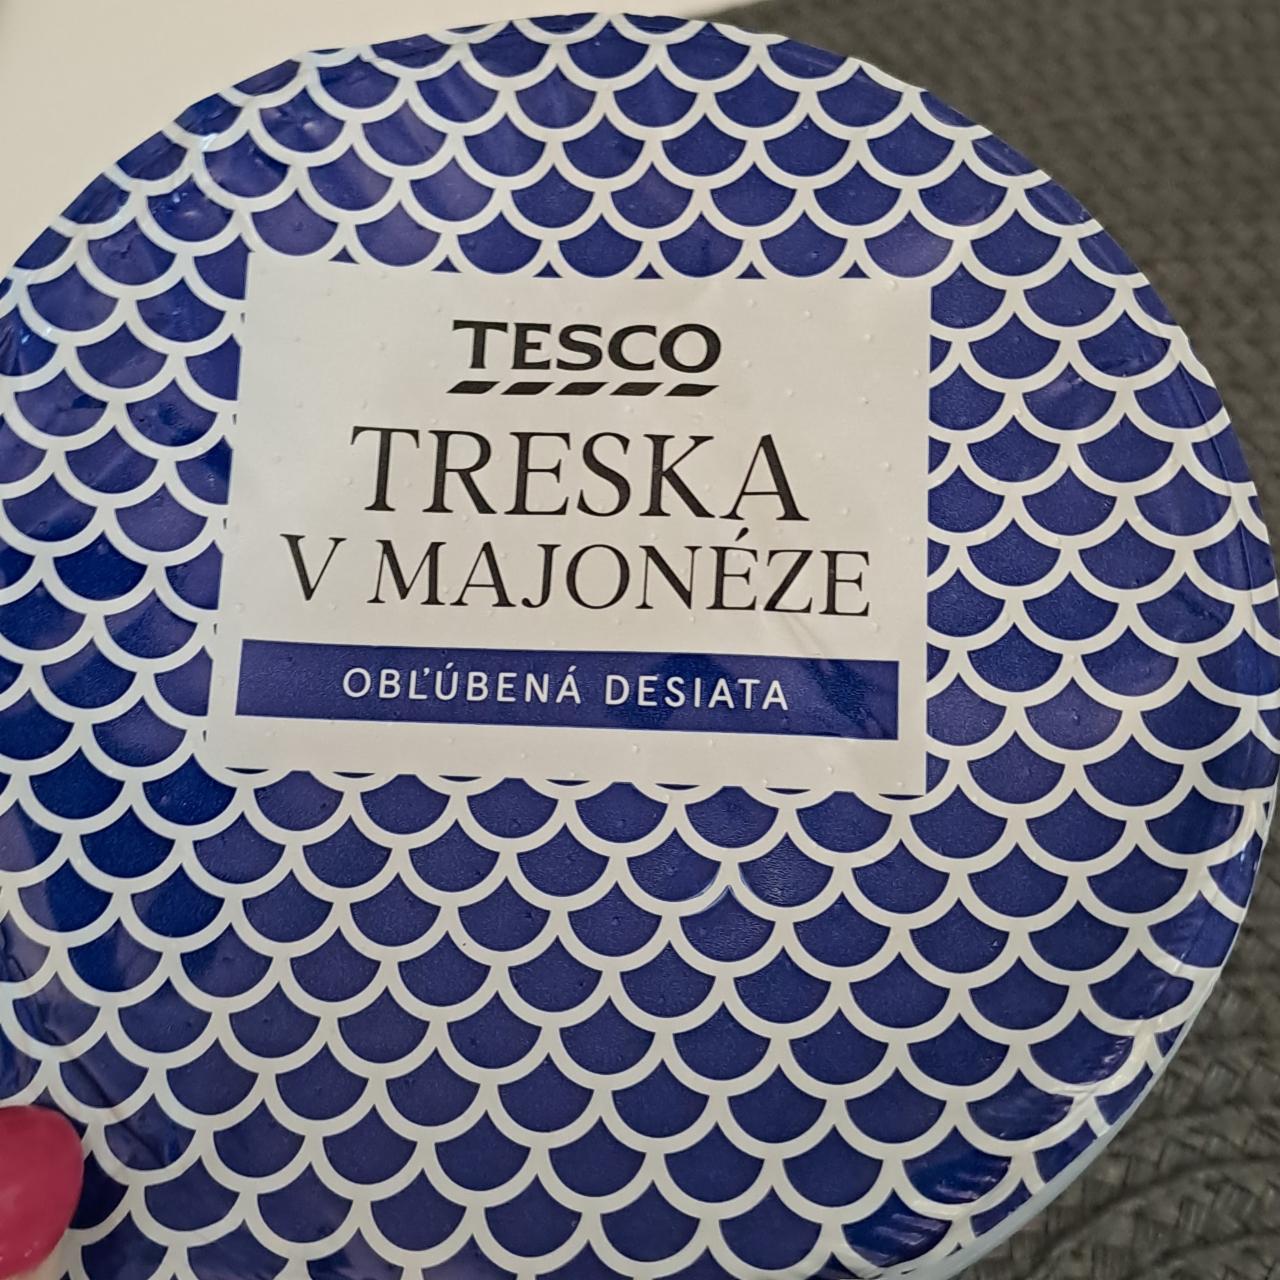 TESCO
TRESKA
V MAJONÉZE
OBĽÚBENÁ DESIATA